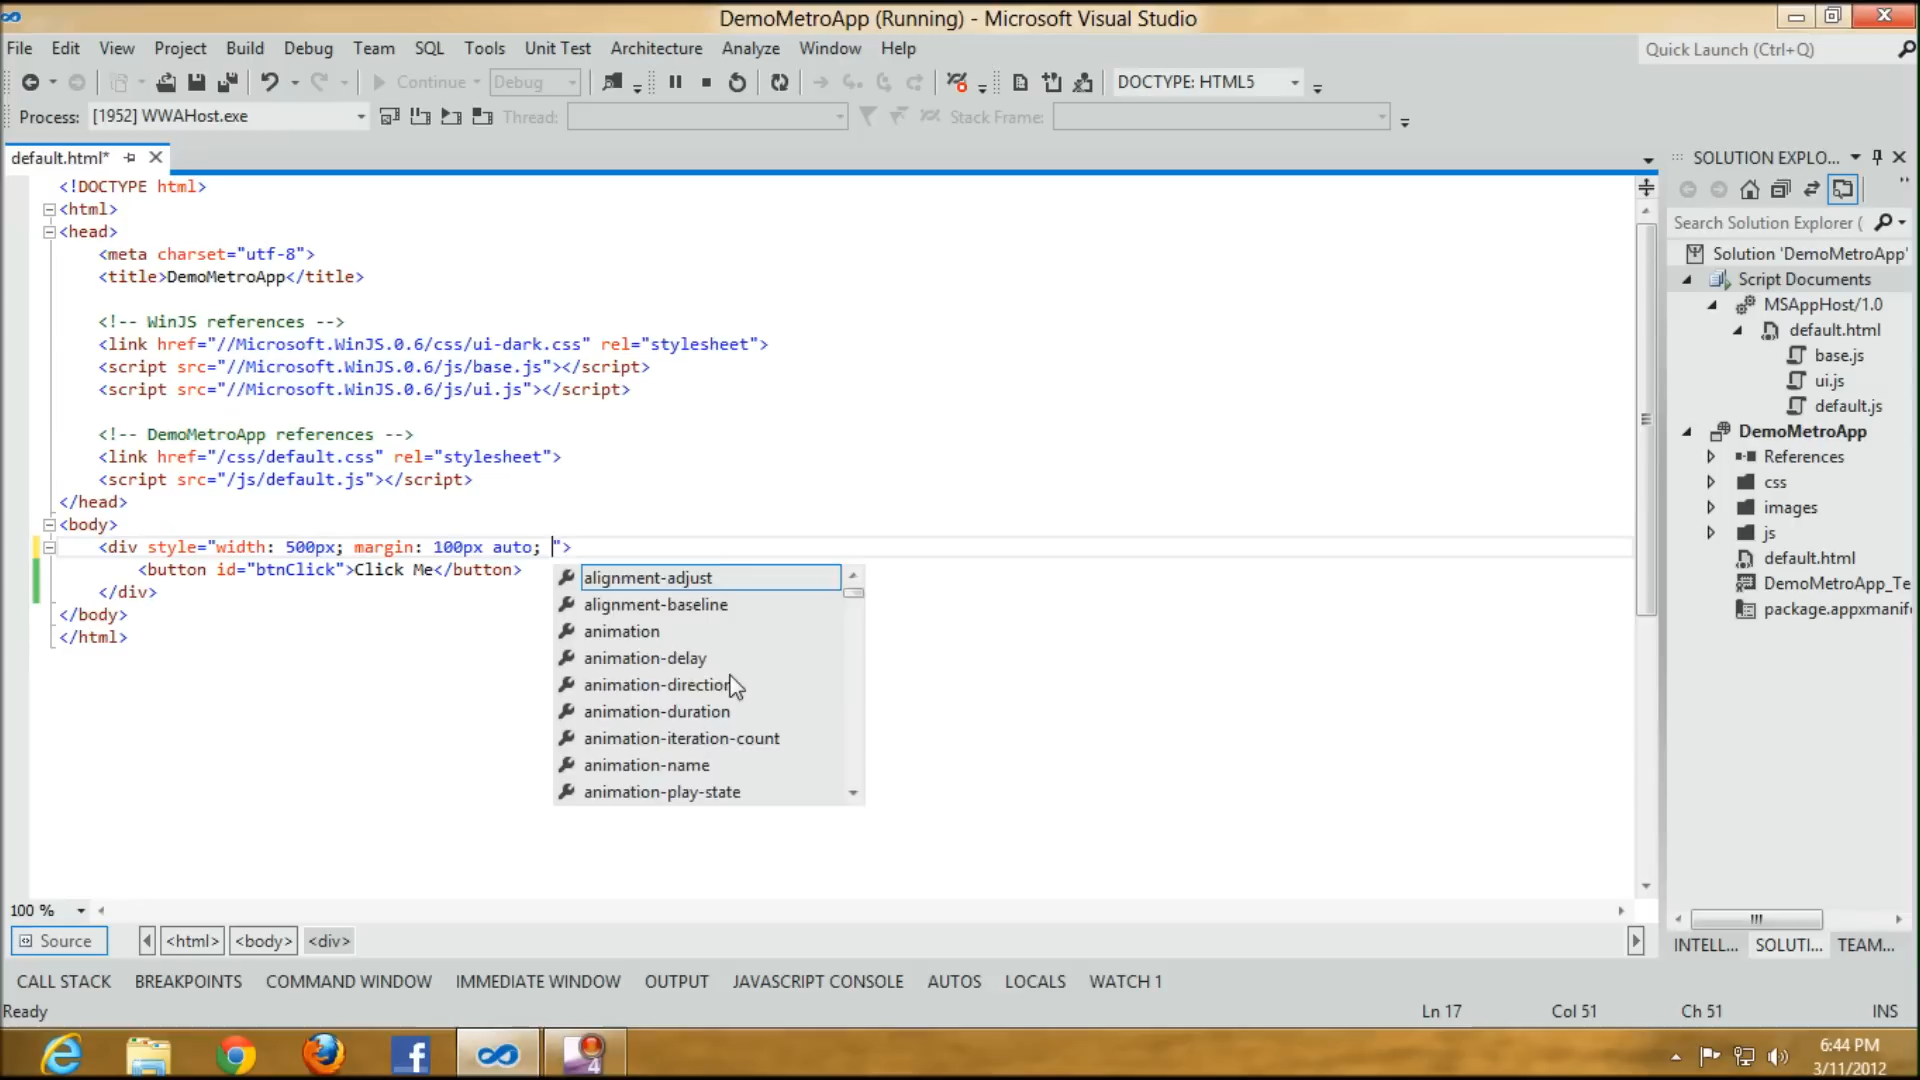 DemoMetroApp (Running) - Microsoft Visual Studio
File Edit View Project Build Debug Team SQL Tools Unit Test Architecture Analyze Window Help
Quick Launch (Ctrl+Q)
Continue Debug DOCTYPE: HTML5
Process: [1952] WWAHost.exe Thread: Stack Frame:
default.html*
<!DOCTYPE html>
<html>
<head>
<meta charset="utf-8">
<title>DemoMetroApp</title>
<!-- WinJS references -->
<link href="//Microsoft.WinJS.0.6/css/ui-dark.css" rel="stylesheet">
<script src="//Microsoft.WinJS.0.6/js/base.js"></script>
<script src="//Microsoft.WinJS.0.6/js/ui.js"></script>
<!-- DemoMetroApp references -->
<link href="/css/default.css" rel="stylesheet">
<script src="/js/default.js"></script>
</head>
<body>
<div style="width: 500px; margin: 100px auto; ">
<button id="btnClick">Click Me</button>
</div>
</body>
</html>
alignment-adjust
alignment-baseline
animation
animation-delay
animation-direction
animation-duration
animation-iteration-count
animation-name
animation-play-state
SOLUTION EXPLO...
Search Solution Explorer (
Solution 'DemoMetroApp'
Script Documents
MSAppHost/1.0
default.html
base.js
ui.js
default.js
DemoMetroApp
References
css
images
js
default.html
DemoMetroApp_Te
package.appxmanif
100 %
Source <html> <body> <div>
INTELL... SOLUTI... TEAM...
CALL STACK BREAKPOINTS COMMAND WINDOW IMMEDIATE WINDOW OUTPUT JAVASCRIPT CONSOLE AUTOS LOCALS WATCH 1
Ready Ln 17 Col 51 Ch 51 INS
4
6:44 PM
3/11/2012